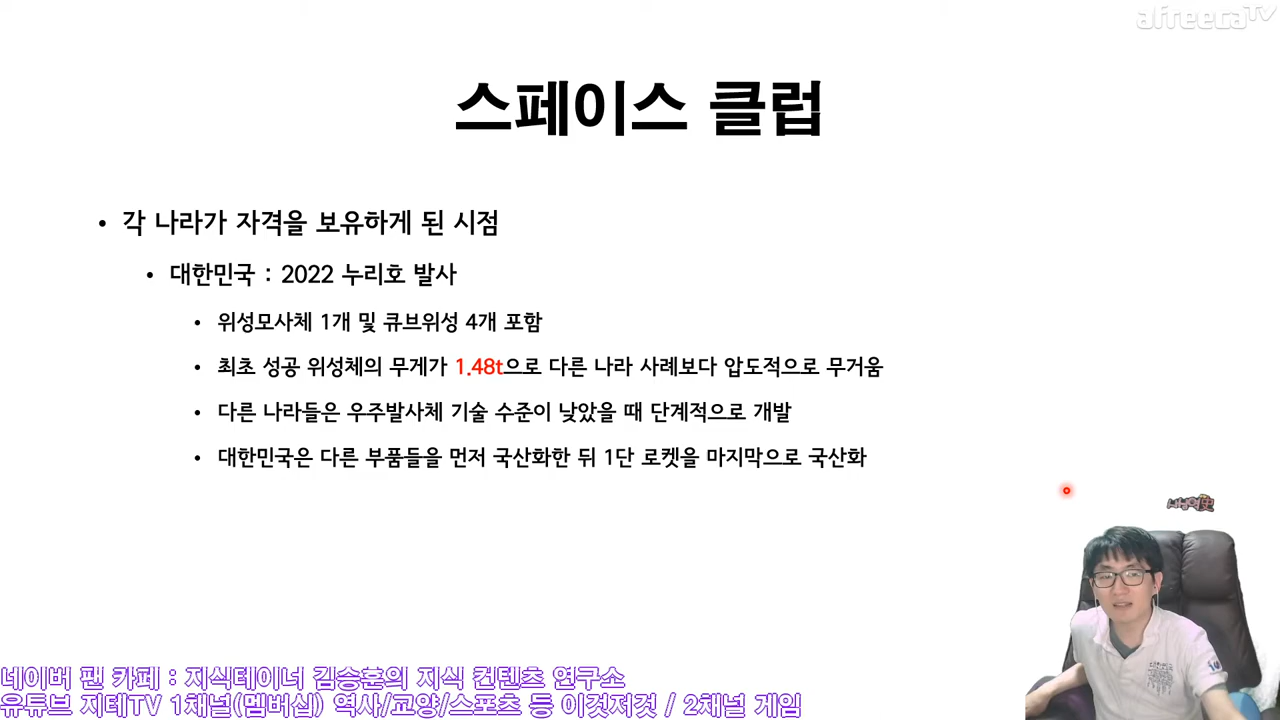 afreecaTV
스페이스 클럽
• 각 나라가 자격을 보유하게 된 시점
• 대한민국 : 2022 누리호 발사
• 위성모사체 1개 및 큐브위성 4개 포함
• 최초 성공 위성체의 무게가 1.48t으로 다른 나라 사례보다 압도적으로 무거움
• 다른 나라들은 우주발사체 기술 수준이 낮았을 때 단계적으로 개발
• 대한민국은 다른 부품들을 먼저 국산화한 뒤 1단 로켓을 마지막으로 국산화
네이버 팬 카페 : 지식테이너 김승훈의 지식 컨텐츠 연구소
유튜브 지테TV 1채널(멤버십) 역사/교양/스포츠 등 이것저것 / 2채널 게임